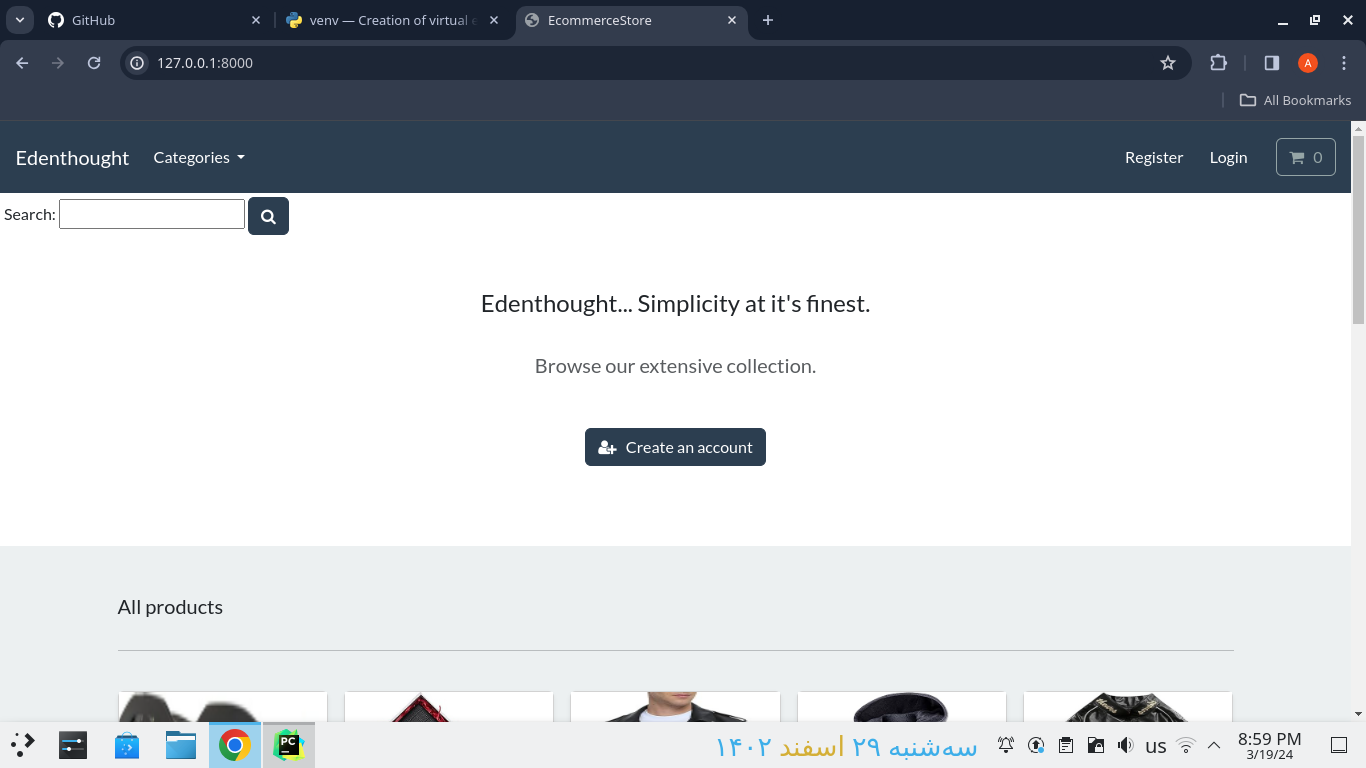 GitHub
venv — Creation of virtual e
EcommerceStore
127.0.0.1:8000
A
All Bookmarks
Edenthought
Categories
Register
Login
0
Search:
Edenthought... Simplicity at it's finest.
Browse our extensive collection.
Create an account
All products
PC
سه‌شنبه ۲۹ اسفند ۱۴۰۲
us
8:59 PM
3/19/24